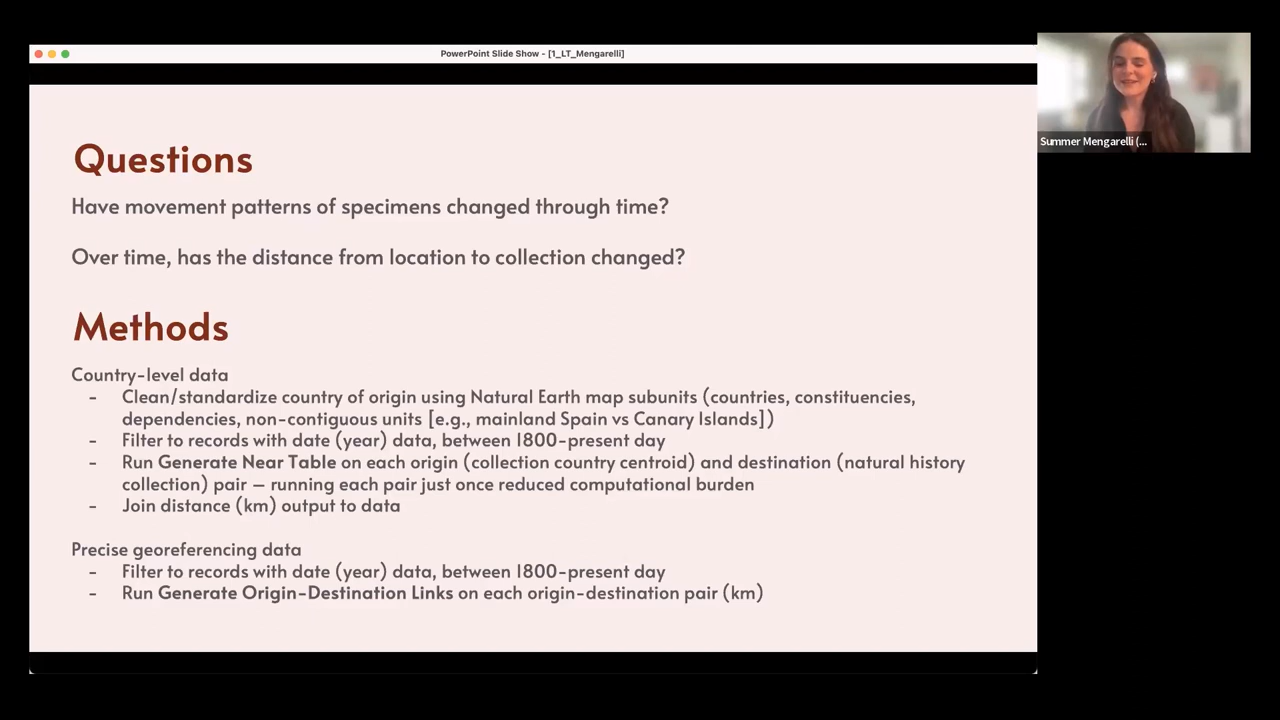 PowerPoint Slide Show - [1_LT_Mengarelli]
Summer Mengarelli (...
Questions
Have movement patterns of specimens changed through time?
Over time, has the distance from location to collection changed?
Methods
Country-level data
- Clean/standardize country of origin using Natural Earth map subunits (countries, constituencies,
dependencies, non-contiguous units [e.g., mainland Spain vs Canary Islands])
- Filter to records with date (year) data, between 1800-present day
- Run Generate Near Table on each origin (collection country centroid) and destination (natural history
collection) pair – running each pair just once reduced computational burden
- Join distance (km) output to data
Precise georeferencing data
- Filter to records with date (year) data, between 1800-present day
- Run Generate Origin-Destination Links on each origin-destination pair (km)